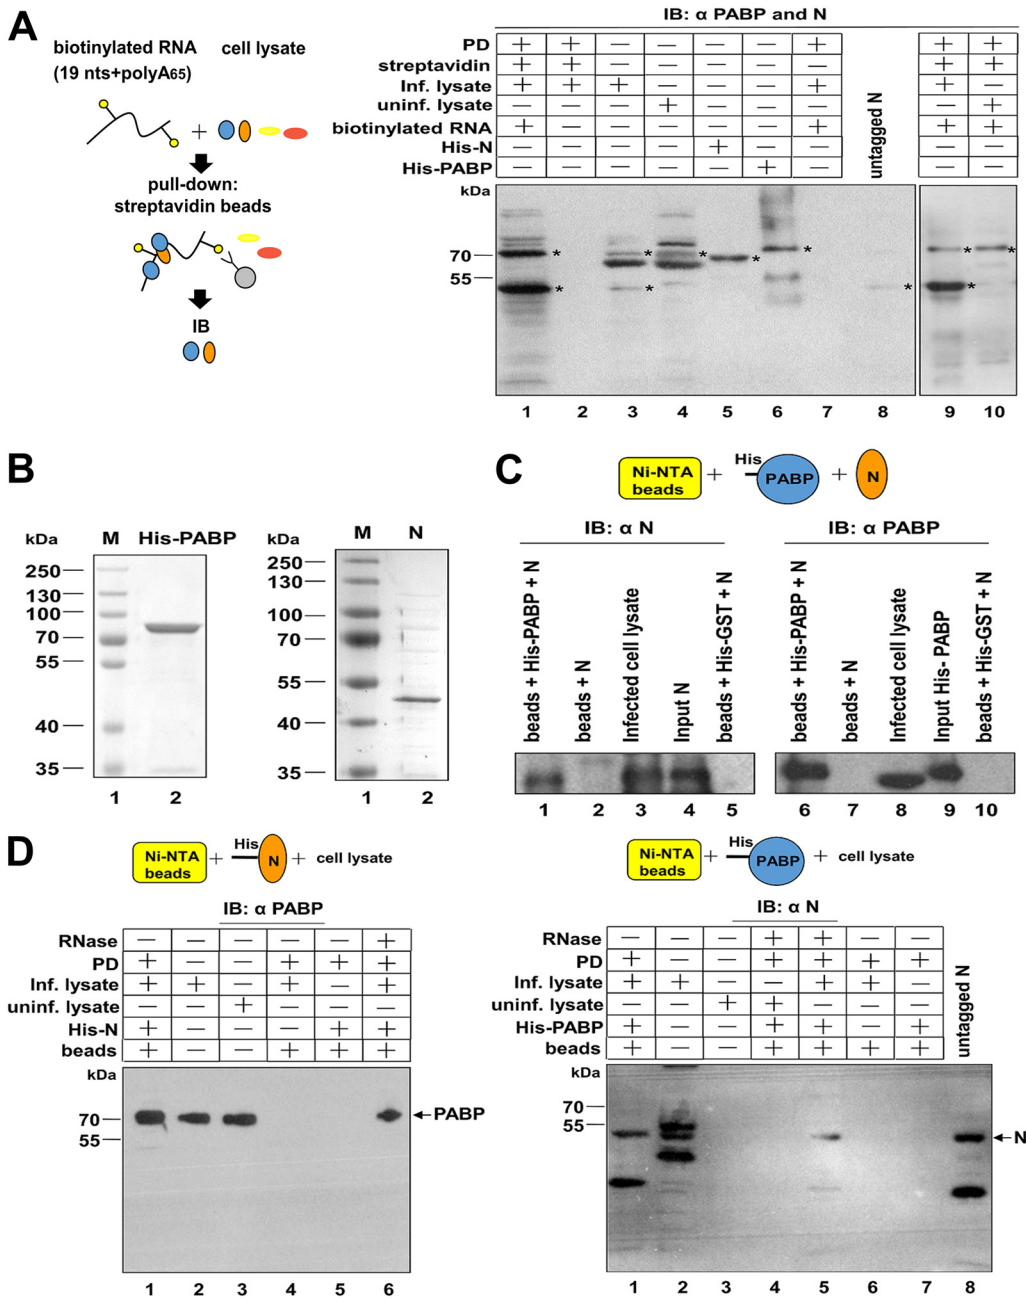 A
biotinylated RNA
cell lysate
(19 nts+polyA65)
+
pull-down:
streptavidin beads
IB
IB: α PABP and N
PD + + — — — — + + +
streptavidin + + — — — — — + +
Inf. lysate + + + — — — + + —
uninf. lysate — — — + — — — — +
biotinylated RNA + — — — — — + + +
His-N — — — — + — — — —
His-PABP — — — — — + — — —
untagged N
kDa
70
55
* * * * * * * * * *
1 2 3 4 5 6 7 8 9 10
B
kDa M His-PABP
250
130
100
70
55
40
35
1 2
kDa M N
250
130
100
70
55
40
35
1 2
C
Ni-NTA beads + His PABP + N
IB: α N
IB: α PABP
beads + His-PABP + N
beads + N
Infected cell lysate
Input N
beads + His-GST + N
beads + His-PABP + N
beads + N
Infected cell lysate
Input His- PABP
beads + His-GST + N
1 2 3 4 5 6 7 8 9 10
D
Ni-NTA beads + His N + cell lysate
IB: α PABP
RNase — — — — — +
PD + — — + + +
Inf. lysate + + — + — +
uninf. lysate — — + — — —
His-N + — — — + +
beads + — — + + +
kDa
70
55
PABP
1 2 3 4 5 6
Ni-NTA beads + His PABP + cell lysate
IB: α N
RNase — — — + + — —
PD + — — + + + +
Inf. lysate + + — — + + —
uninf. lysate — — + + — — —
His-PABP + — — + + — +
beads + — — + + + +
untagged N
kDa
70
55
N
1 2 3 4 5 6 7 8